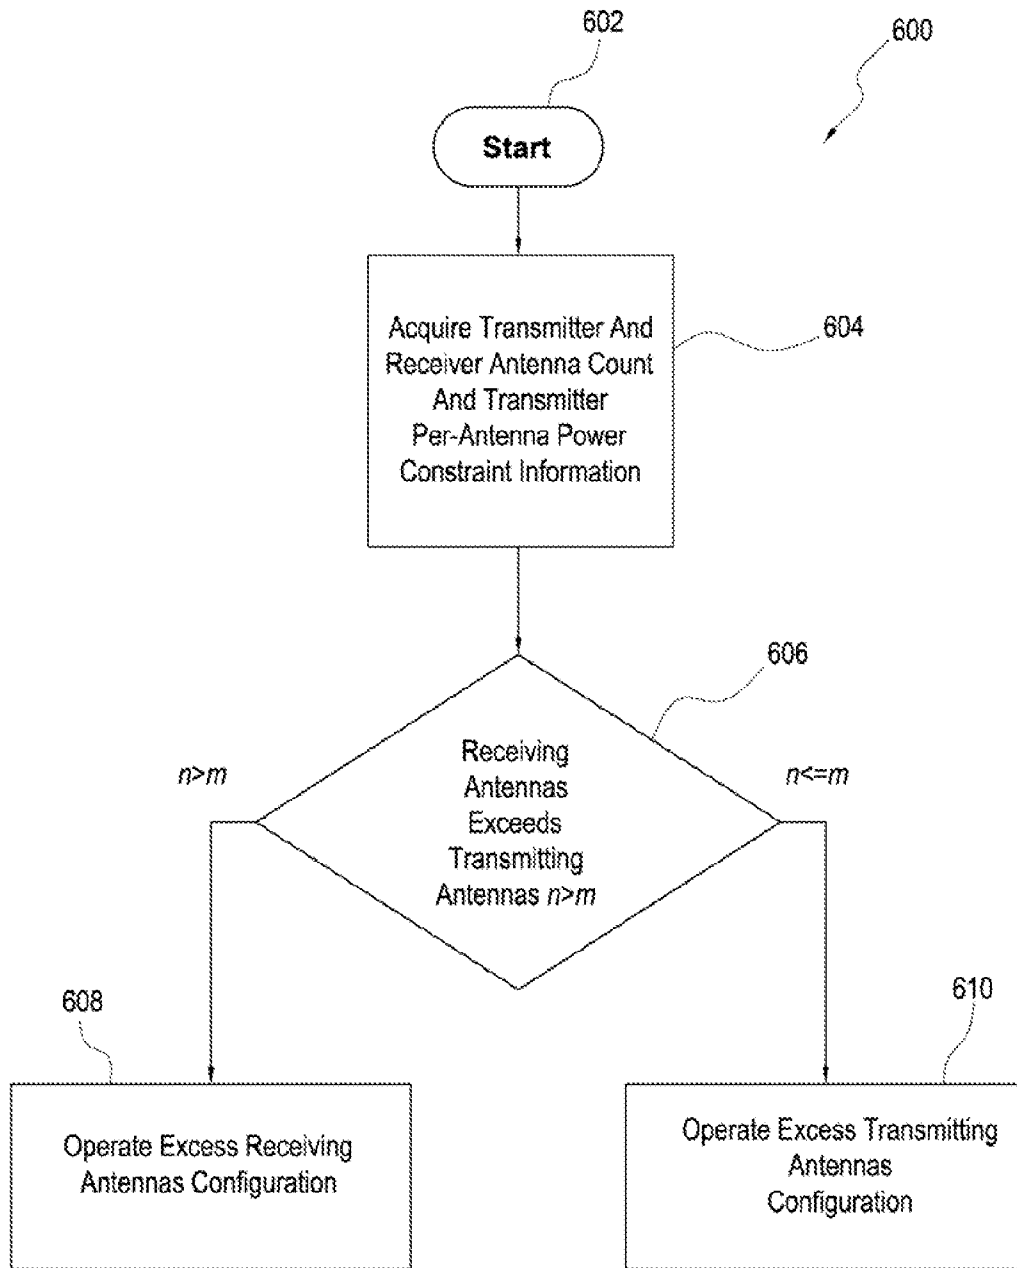 602
600
Start
Acquire Transmitter And
Receiver Antenna Count
And Transmitter
Per-Antenna Power
Constraint Information
604
606
n>m
n<=m
Receiving
Antennas
Exceeds
Transmitting
Antennas n>m
608
610
Operate Excess Receiving
Antennas Configuration
Operate Excess Transmitting
Antennas
Configuration